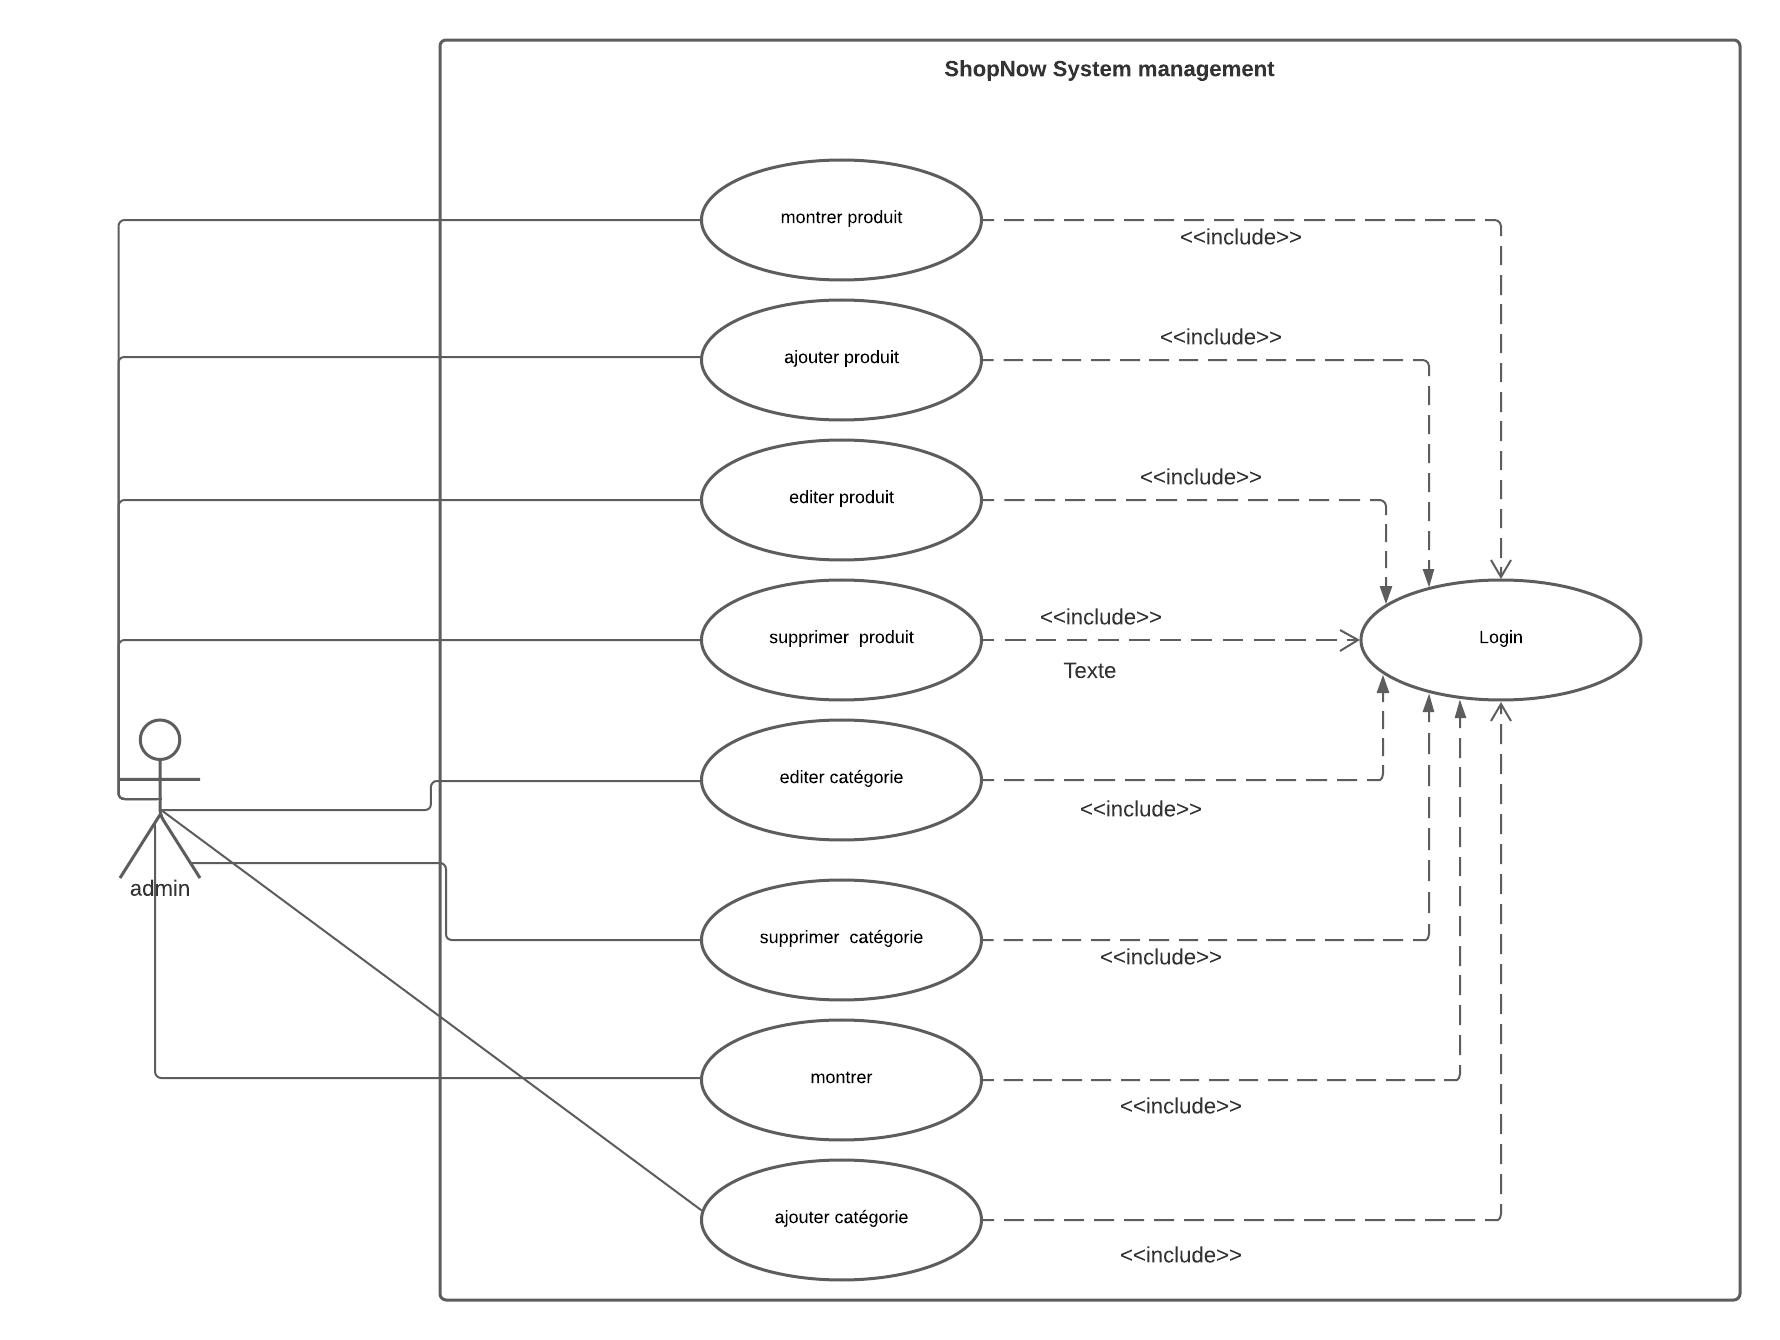 ShopNow System management
montrer produit
<<include>>
ajouter produit
<<include>>
editer produit
<<include>>
supprimer  produit
<<include>>
Texte
Login
admin
editer catégorie
<<include>>
supprimer  catégorie
<<include>>
montrer
<<include>>
ajouter catégorie
<<include>>